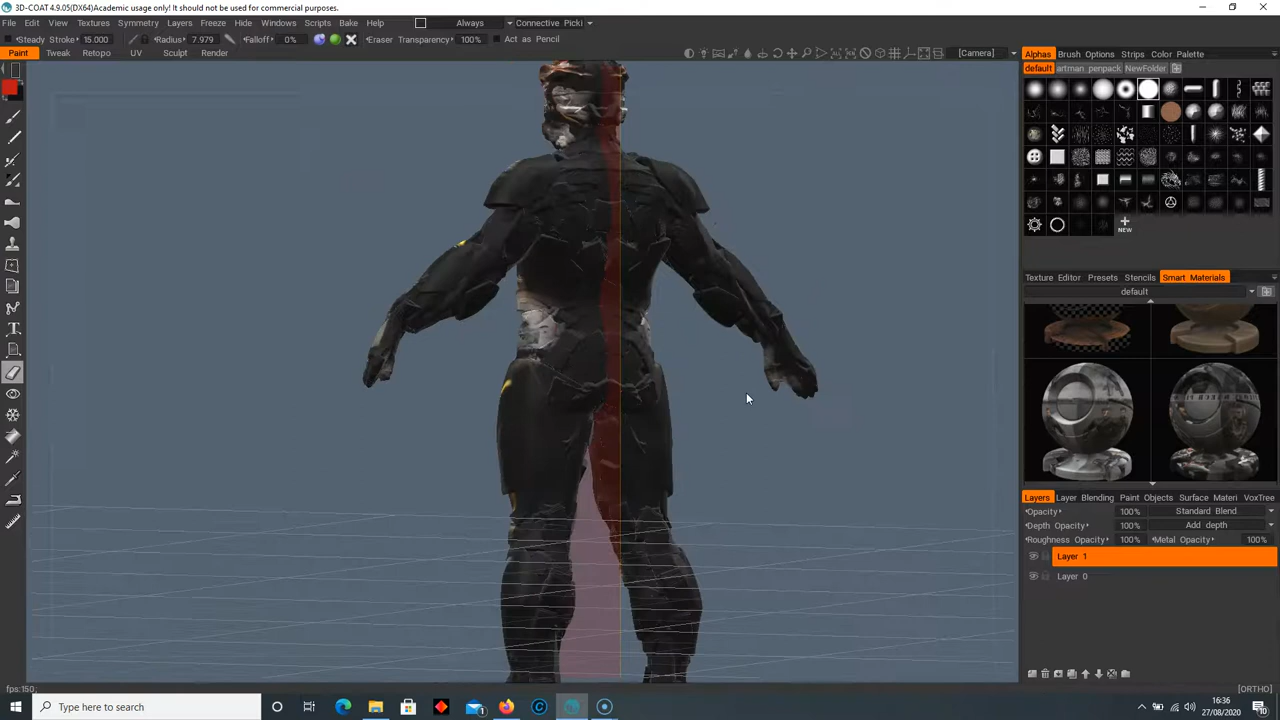 3D-COAT 4.9.05(DX64)Academic usage only! It should not be used for commercial purposes.
File Edit View Textures Symmetry Layers Freeze Hide Windows Scripts Bake Help Always Connective Picki
Steady Stroke 15.000 Radius 7.979 Falloff 0% Eraser Transparency 100% Act as Pencil
Paint Tweak Retopo UV Sculpt Render [Camera]
Alphas Brush Options Strips Color Palette
default artman penpack NewFolder
NEW
Texture Editor Presets Stencils Smart Materials
default
Layers Layer Blending Paint Objects Surface Materi VoxTree
Opacity 100% Standard Blend
Depth Opacity 100% Add depth
Roughness Opacity 100% Metal Opacity 100%
Layer 1
Layer 0
fps:150; [ORTHO]
Type here to search
1
16:36
27/08/2020
10